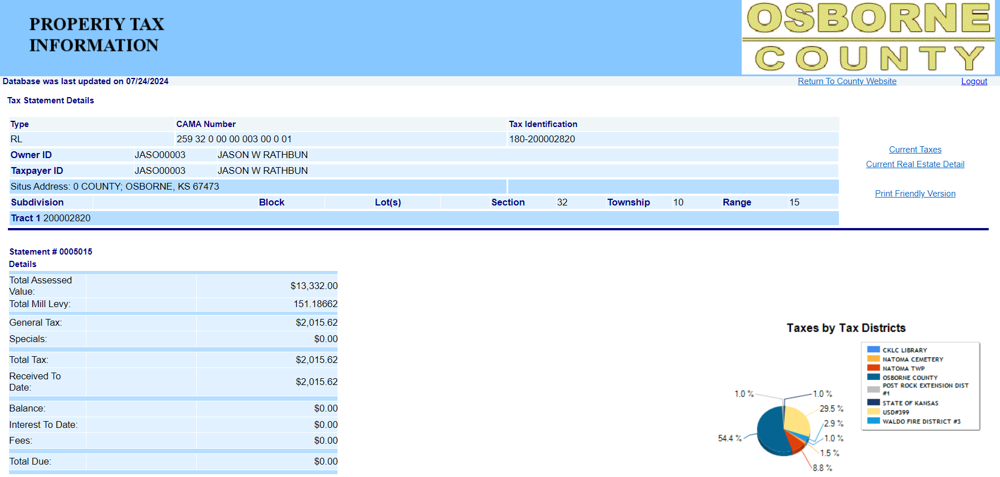 PROPERTY TAX
INFORMATION
OSBORNE
COUNTY
Database was last updated on 07/24/2024
Return To County Website
Logout
Tax Statement Details
Type CAMA Number Tax Identification
RL 259 32 0 00 00 003 00 0 01 180-200002820
Owner ID JASO00003 JASON W RATHBUN
Taxpayer ID JASO00003 JASON W RATHBUN
Situs Address: 0 COUNTY; OSBORNE, KS 67473
Subdivision Block Lot(s) Section 32 Township 10 Range 15
Tract 1 200002820
Current Taxes
Current Real Estate Detail
Print Friendly Version
Statement # 0005015
Details
Total Assessed
Value: $13,332.00
Total Mill Levy: 151.18662
General Tax: $2,015.62
Specials: $0.00
Total Tax: $2,015.62
Received To
Date: $2,015.62
Balance: $0.00
Interest To Date: $0.00
Fees: $0.00
Total Due: $0.00
Taxes by Tax Districts
CKLC LIBRARY
NATOMA CEMETERY
NATOMA TWP
OSBORNE COUNTY
POST ROCK EXTENSION DIST
#1
STATE OF KANSAS
USD#399
WALDO FIRE DISTRICT #3
1.0 %
1.0 %
29.5 %
2.9 %
54.4 %
1.0 %
1.5 %
8.8 %